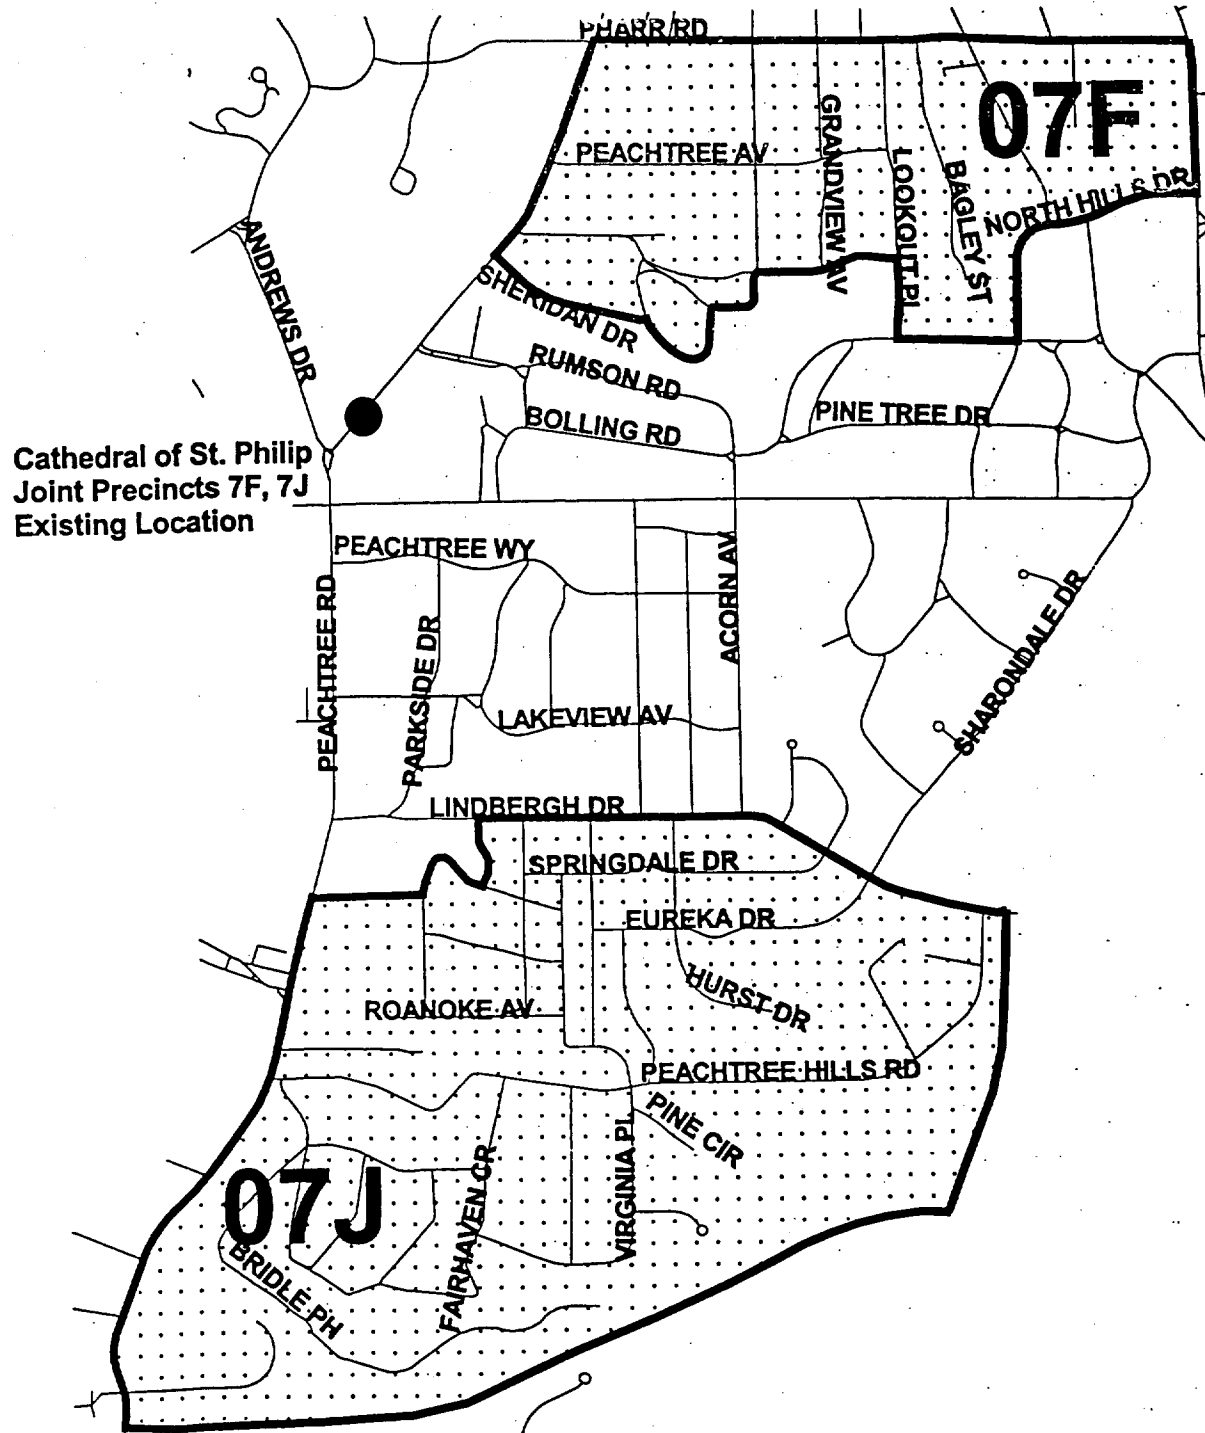 PHARR RD
07F
PEACHTREE AV
GRANDVIEW AV
LOOKOUT PL
BAGLEY ST
NORTH HILLS DR
ANDREWS DR
SHERIDAN DR
RUMSON RD
BOLLING RD
PINE TREE DR
Cathedral of St. Philip
Joint Precincts 7F, 7J
Existing Location
PEACHTREE WY
PEACHTREE RD
PARKSIDE DR
ACORN AV
SHARONDALE DR
LAKEVIEW AV
LINDBERGH DR
SPRINGDALE DR
EUREKA DR
HURST DR
ROANOKE AV
PEACHTREE HILLS RD
PINE CIR
VIRGINIA PL
FAIRHAVEN CR
07J
BRIDLE PH